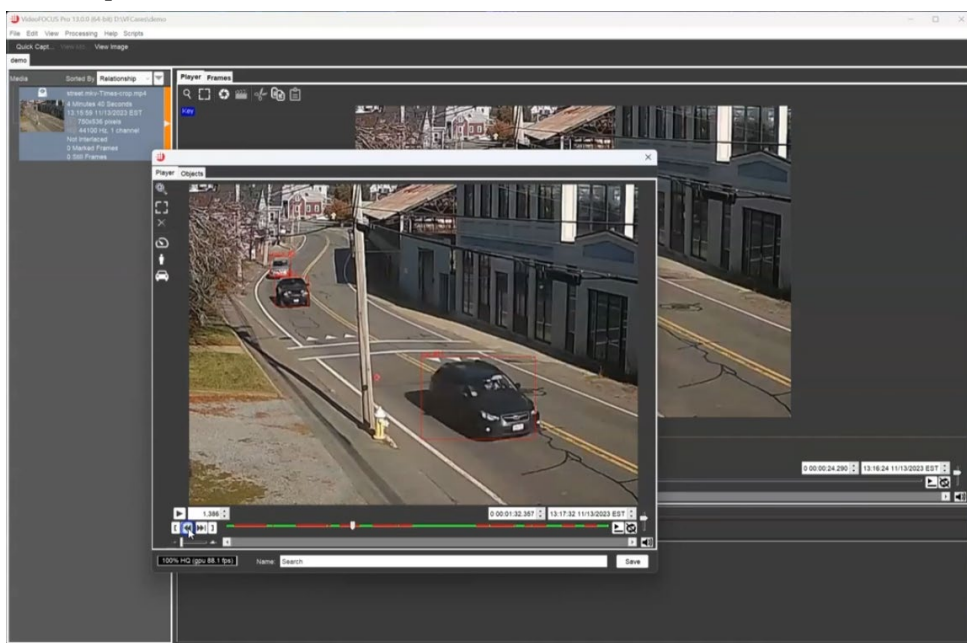 VideoFOCUS Pro 13.0.0 (64-bit) D:\VFCases\demo
File Edit View Processing Help Scripts
Quick Capt... View Image
demo
Media Sorted By Relationship
street.mkv-Times-crop.mp4
4 Minutes 40 Seconds
13:15:59 11/13/2023 EST
750x536 pixels
44100 Hz, 1 channel
Not Interlaced
0 Marked Frames
0 Still Frames
Player Frames
Key
0 00:00:24.290 13:16:24 11/13/2023 EST
Player Objects
1,386
0 00:01:32.357 13:17:32 11/13/2023 EST
100% HQ (gpu 88.1 fps) Name: Search Save